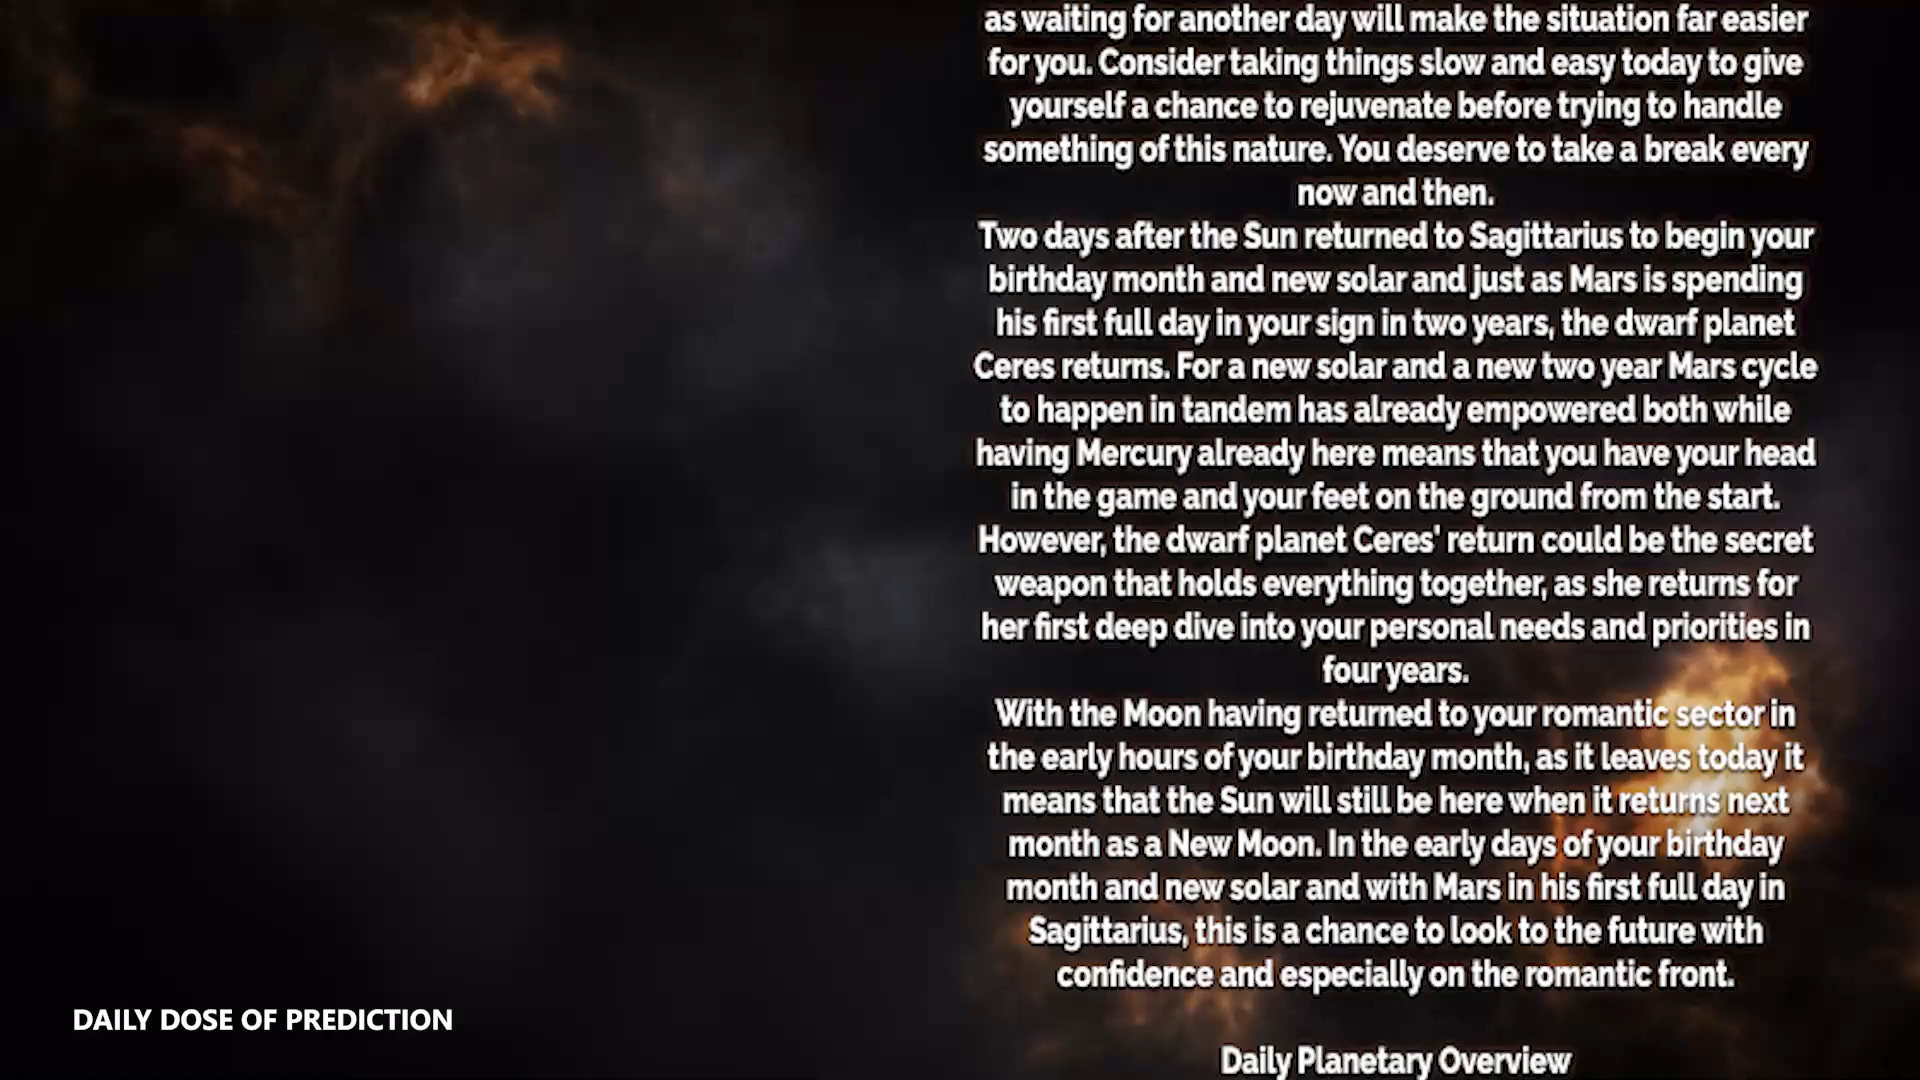 as waiting for another day will make the situation far easier
for you. Consider taking things slow and easy today to give
yourself a chance to rejuvenate before trying to handle
something of this nature. You deserve to take a break every
now and then.
Two days after the Sun returned to Sagittarius to begin your
birthday month and new solar and just as Mars is spending
his first full day in your sign in two years, the dwarf planet
Ceres returns. For a new solar and a new two year Mars cycle
to happen in tandem has already empowered both while
having Mercury already here means that you have your head
in the game and your feet on the ground from the start.
However, the dwarf planet Ceres' return could be the secret
weapon that holds everything together, as she returns for
her first deep dive into your personal needs and priorities in
four years.
With the Moon having returned to your romantic sector in
the early hours of your birthday month, as it leaves today it
means that the Sun will still be here when it returns next
month as a New Moon. In the early days of your birthday
month and new solar and with Mars in his first full day in
Sagittarius, this is a chance to look to the future with
confidence and especially on the romantic front.
DAILY DOSE OF PREDICTION
Daily Planetary Overview